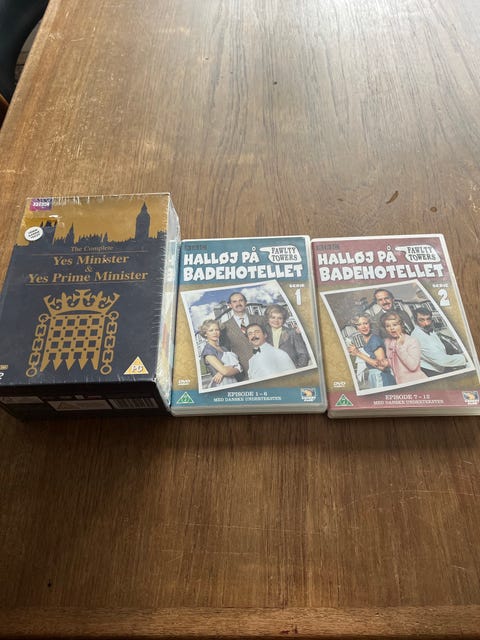 BBC
The Complete
Yes Minister
&
Yes Prime Minister
PG
BBC
HALLØJ PÅ
BADEHOTELLET
FAWLTY
TOWERS
SERIE
1
DVD
EPISODE 1 - 6
MED DANSKE UNDERTEKSTER
BBC
HALLØJ PÅ
BADEHOTELLET
FAWLTY
TOWERS
SERIE
2
DVD
EPISODE 7 - 12
MED DANSKE UNDERTEKSTER